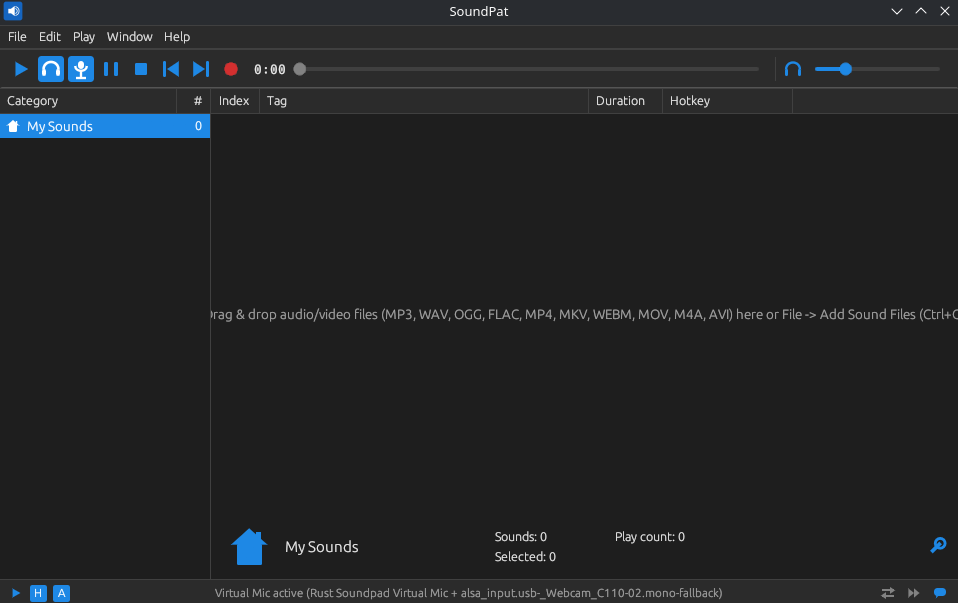 SoundPat
File Edit Play Window Help
0:00
Category # Index Tag Duration Hotkey
My Sounds 0
& drop audio/video files (MP3, WAV, OGG, FLAC, MP4, MKV, WEBM, MOV, M4A, AVI) here or File -> Add Sound Files
My Sounds
Sounds: 0 Play count: 0
Selected: 0
H A Virtual Mic active (Rust Soundpad Virtual Mic + alsa_input.usb-_Webcam_C110-02.mono-fallback)